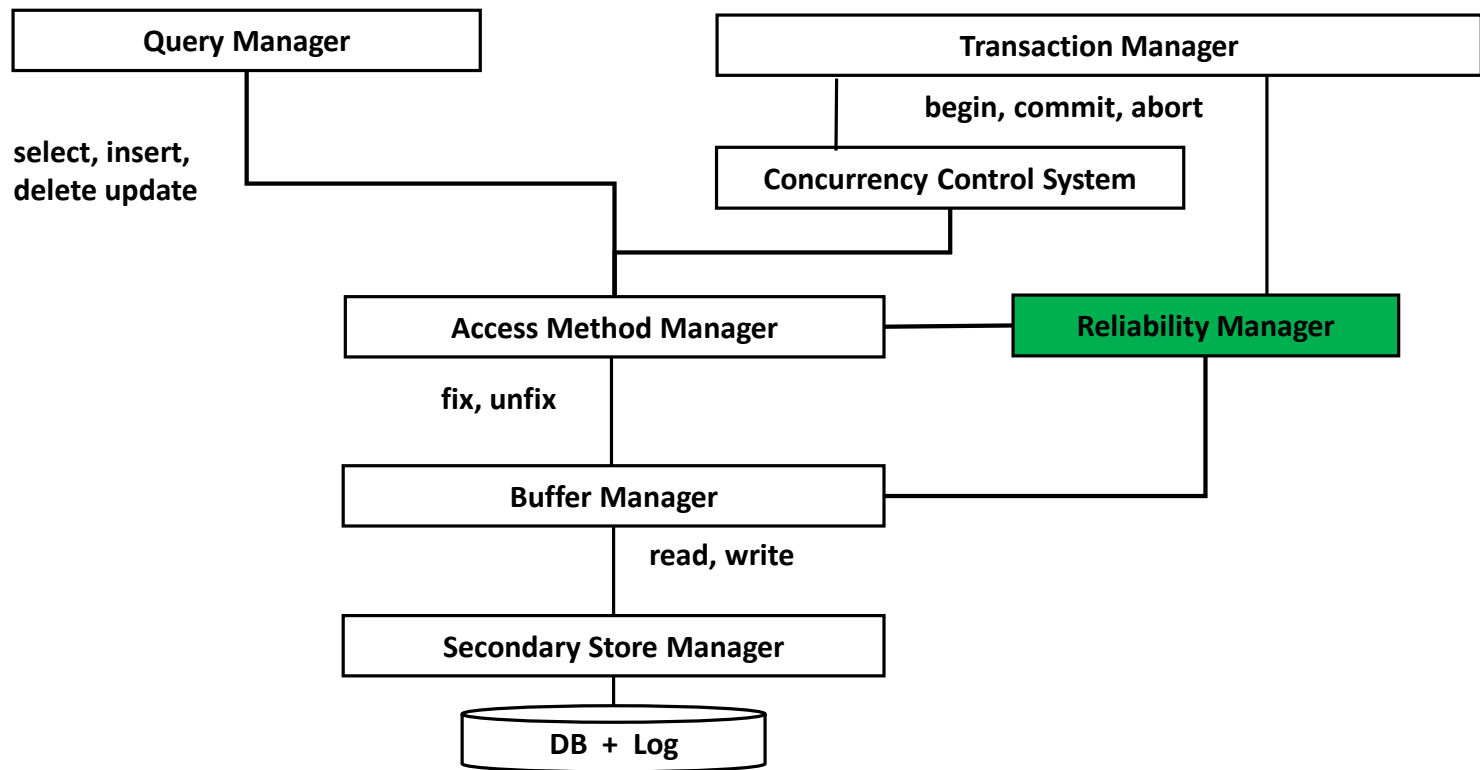 Query Manager
Transaction Manager
begin, commit, abort
select, insert,
delete update
Concurrency Control System
Access Method Manager
Reliability Manager
fix, unfix
Buffer Manager
read, write
Secondary Store Manager
DB + Log